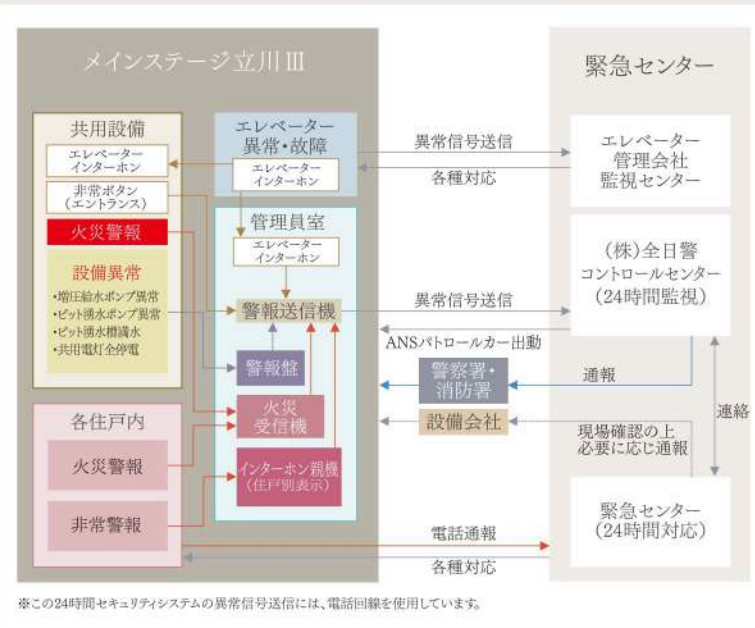 メインステージ立川Ⅲ
共用設備
エレベーター
インターホン
非常ボタン
(エントランス)
火災警報
設備異常
・増圧給水ポンプ異常
・ピット湧水ポンプ異常
・ピット湧水槽満水
・共用電灯全停電
エレベーター
異常・故障
エレベーター
インターホン
管理員室
エレベーター
インターホン
警報送信機
警報盤
火災
受信機
インターホン親機
(住戸別表示)
各住戸内
火災警報
非常警報
異常信号送信
各種対応
異常信号送信
ANSパトロールカー出動
警察署・
消防署
通報
設備会社
現場確認の上
必要に応じ通報
連絡
電話通報
各種対応
緊急センター
エレベーター
管理会社
監視センター
(株)全日警
コントロールセンター
(24時間監視)
緊急センター
(24時間対応)
※この24時間セキュリティシステムの異常信号送信には、電話回線を使用しています。